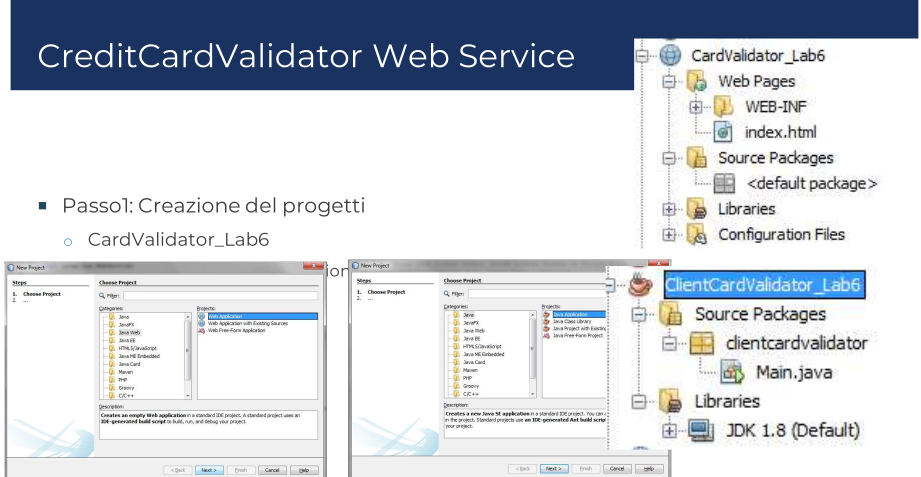 CreditCardValidator Web Service
Passo1: Creazione del progetti
CardValidator_Lab6
ion
New Project
Steps
1. Choose Project
2. ...
Choose Project
Filter:
Categories:
Java
JavaFX
Java Web
Java EE
HTML5/JavaScript
Java ME Embedded
Java Card
Maven
PHP
Groovy
C/C++
Projects:
Web Application
Web Application with Existing Sources
Web Free-Form Application
Description:
Creates an empty Web application in a standard IDE project. A standard project uses an
IDE-generated build script to build, run, and debug your project.
< Back
Next >
Finish
Cancel
Help
New Project
Steps
1. Choose Project
2. ...
Choose Project
Filter:
Categories:
Java
JavaFX
Java Web
Java EE
HTML5/JavaScript
Java ME Embedded
Java Card
Maven
PHP
Groovy
C/C++
Projects:
Java Application
Java Class Library
Java Project with Existing
Java Free-Form Project
Description:
Creates a new Java SE application in a standard IDE project. You can
in the project. Standard projects use an IDE-generated Ant build scrip
your project.
< Back
Next >
Finish
Cancel
Help
CardValidator_Lab6
Web Pages
WEB-INF
index.html
Source Packages
<default package>
Libraries
Configuration Files
ClientCardValidator_Lab6
Source Packages
clientcardvalidator
Main.java
Libraries
JDK 1.8 (Default)